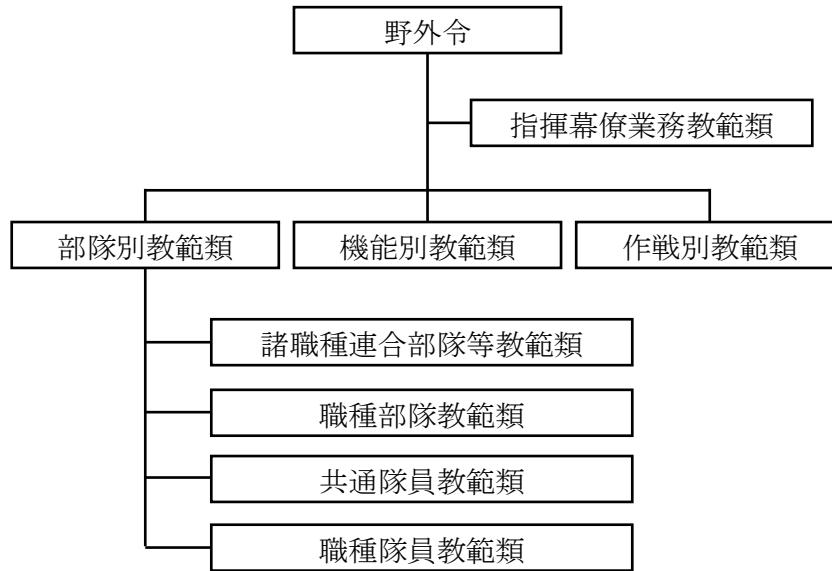 野外令
指揮幕僚業務教範類
部隊別教範類
機能別教範類
作戦別教範類
諸職種連合部隊等教範類
職種部隊教範類
共通隊員教範類
職種隊員教範類